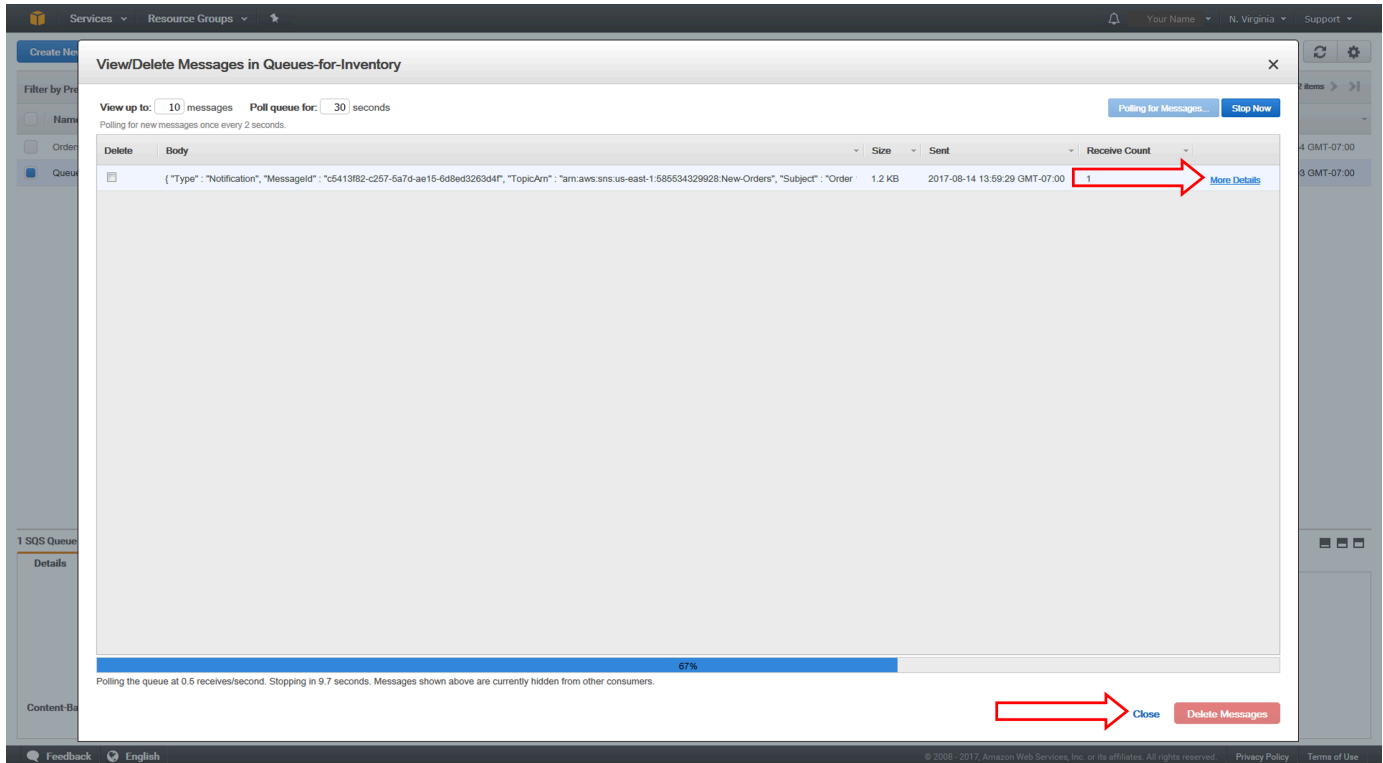 Services Resource Groups Your Name N. Virginia Support
Create New
View/Delete Messages in Queues-for-Inventory
Filter by Pre
2 items
View up to: 10 messages Poll queue for: 30 seconds
Polling for Messages... Stop Now
Polling for new messages once every 2 seconds.
Name
Delete Body Size Sent Receive Count
Order
4 GMT-07:00
Queue
{ "Type" : "Notification", "MessageId" : "c5413f82-c257-5a7d-ae15-6d8ed3263d4f", "TopicArn" : "arn:aws:sns:us-east-1:585534329928:New-Orders", "Subject" : "Order 1.2 KB 2017-08-14 13:59:29 GMT-07:00 1 More Details
3 GMT-07:00
1 SQS Queue
Details
67%
Polling the queue at 0.5 receives/second. Stopping in 9.7 seconds. Messages shown above are currently hidden from other consumers.
Content-Ba
Close Delete Messages
Feedback English © 2008 - 2017, Amazon Web Services, Inc. or its affiliates. All rights reserved. Privacy Policy Terms of Use